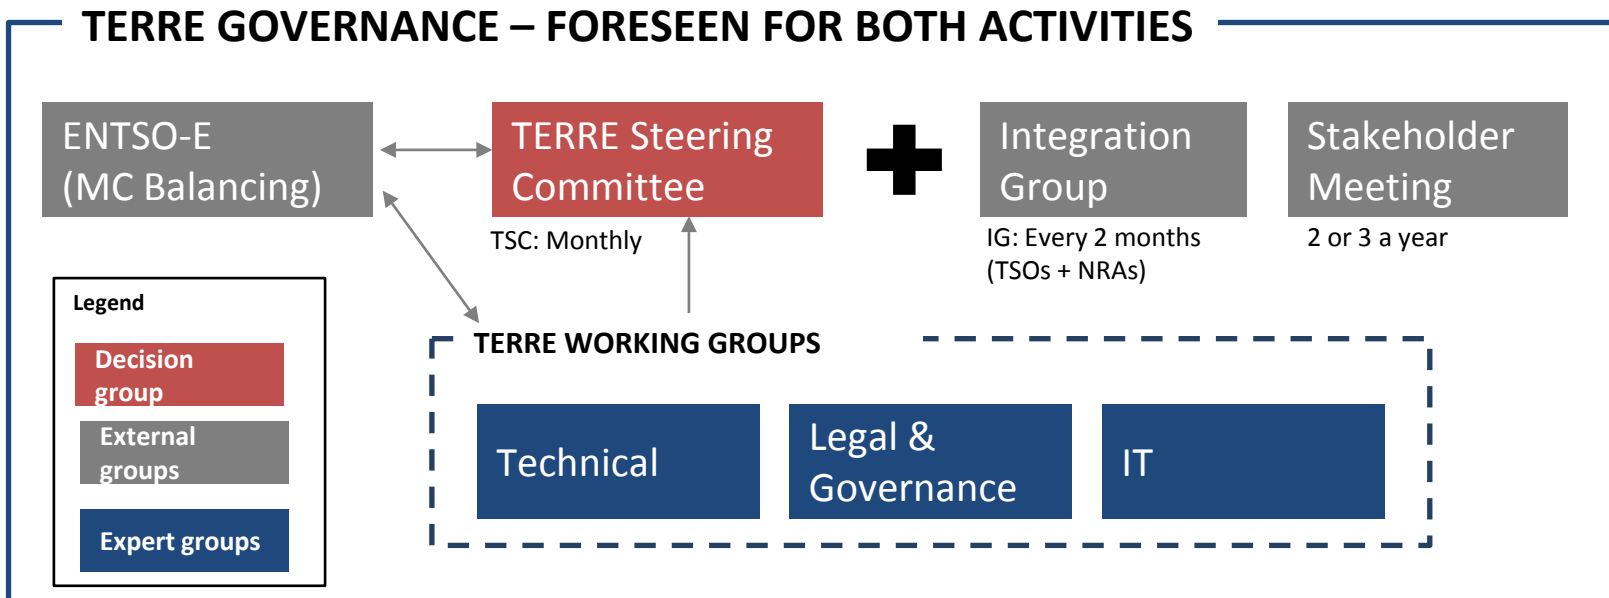 TERRE GOVERNANCE – FORESEEN FOR BOTH ACTIVITIES
ENTSO-E
(MC Balancing)
TERRE Steering
Committee
TSC: Monthly
Integration
Group
IG: Every 2 months
(TSOs + NRAs)
Stakeholder
Meeting
2 or 3 a year
Legend
Decision
group
External
groups
Expert groups
TERRE WORKING GROUPS
Technical
Legal &
Governance
IT